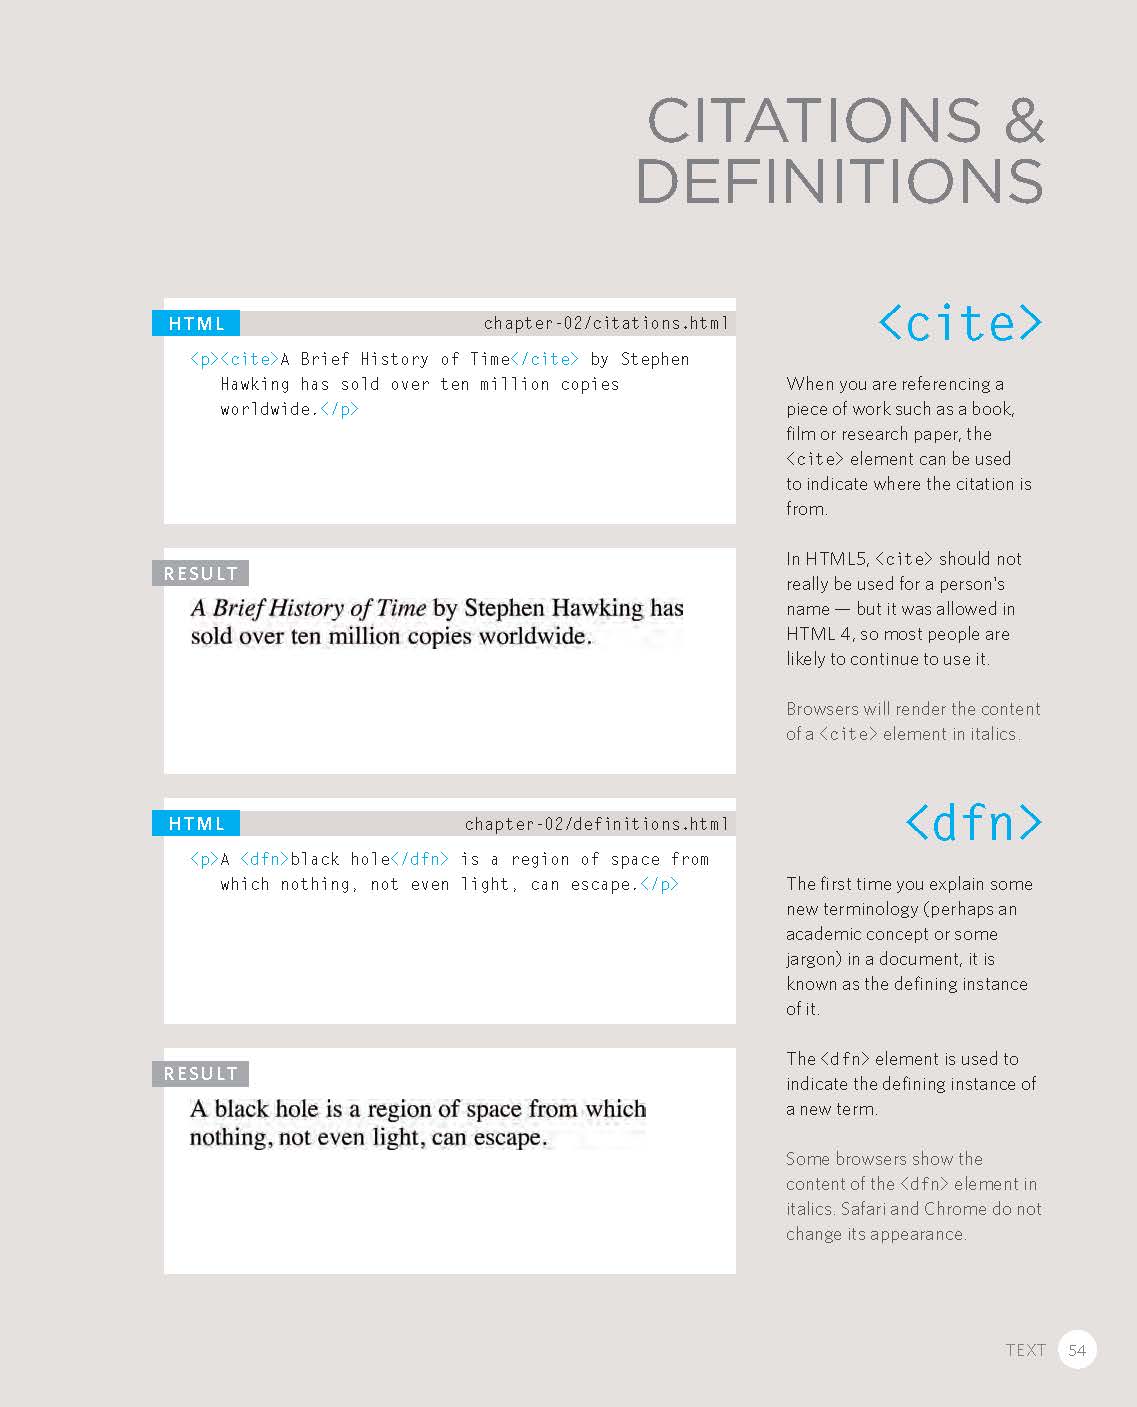 CITATIONS &
DEFINITIONS
HTML
chapter-02/citations.html
<p><cite>A Brief History of Time</cite> by Stephen
Hawking has sold over ten million copies
worldwide.</p>
RESULT
A Brief History of Time by Stephen Hawking has
sold over ten million copies worldwide.
<cite>
When you are referencing a
piece of work such as a book,
film or research paper, the
<cite> element can be used
to indicate where the citation is
from.
In HTML5, <cite> should not
really be used for a person's
name — but it was allowed in
HTML 4, so most people are
likely to continue to use it.
Browsers will render the content
of a <cite> element in italics.
HTML
chapter-02/definitions.html
<p>A <dfn>black hole</dfn> is a region of space from
which nothing, not even light, can escape.</p>
RESULT
A black hole is a region of space from which
nothing, not even light, can escape.
<dfn>
The first time you explain some
new terminology (perhaps an
academic concept or some
jargon) in a document, it is
known as the defining instance
of it.
The <dfn> element is used to
indicate the defining instance of
a new term.
Some browsers show the
content of the <dfn> element in
italics. Safari and Chrome do not
change its appearance.
TEXT 54